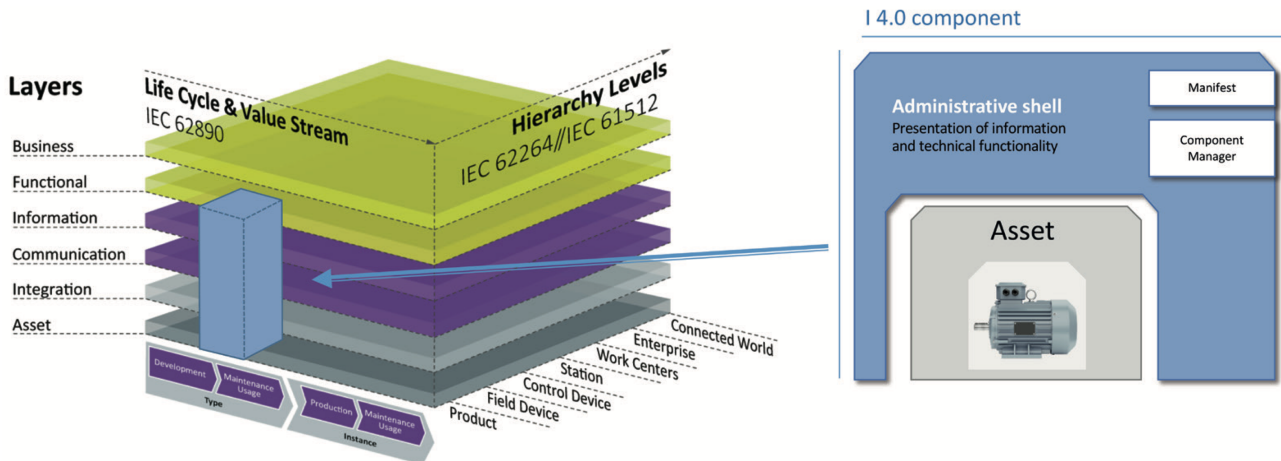 Layers
Business
Functional
Information
Communication
Integration
Asset
Life Cycle & Value Stream
IEC 62890
Hierarchy Levels
IEC 62264//IEC 61512
Development
Maintenance
Usage
Type
Production
Maintenance
Usage
Instance
Product
Field Device
Control Device
Station
Work Centers
Enterprise
Connected World
I 4.0 component
Administrative shell
Presentation of information
and technical functionality
Manifest
Component
Manager
Asset